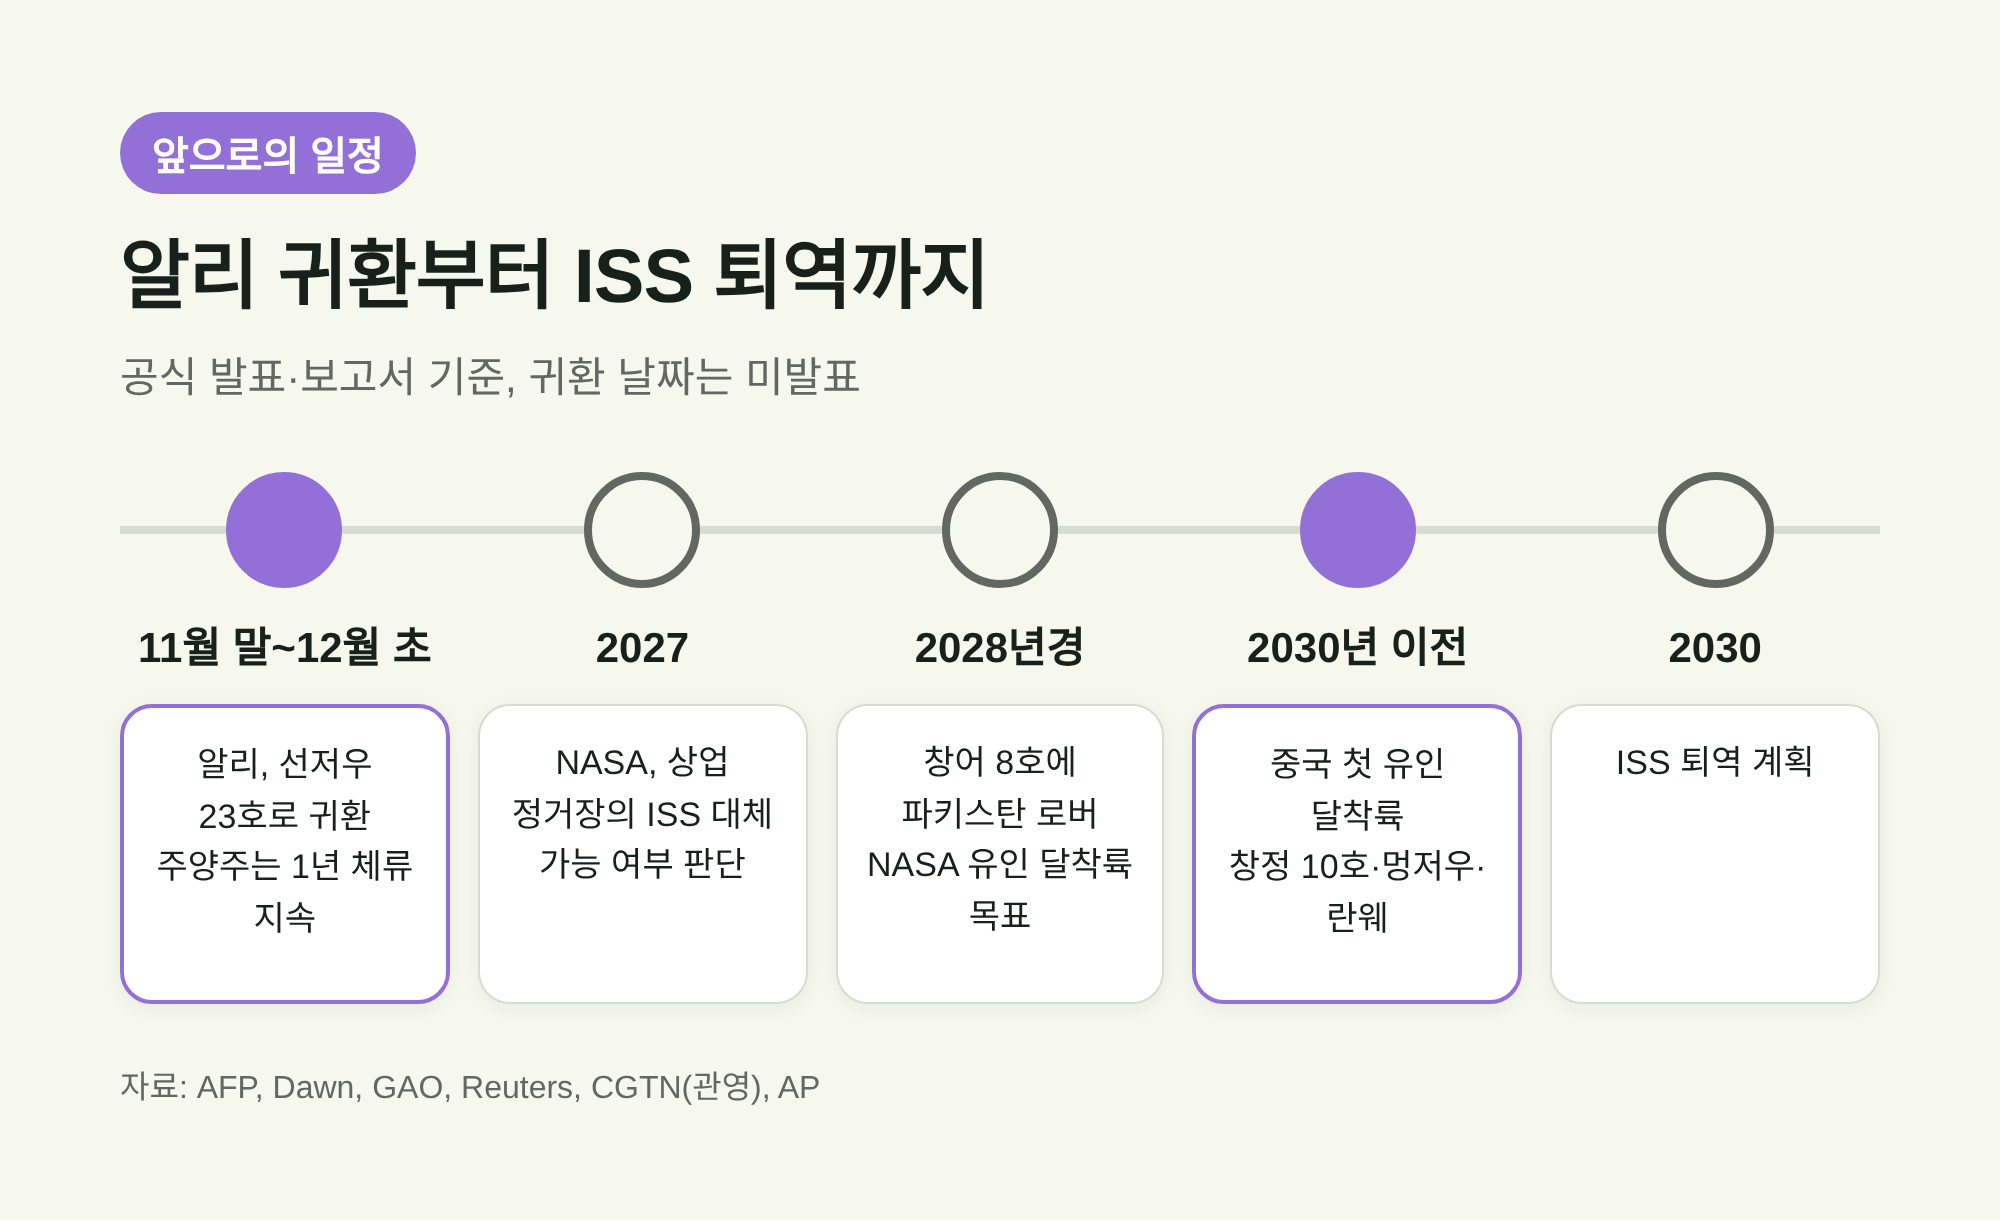 앞으로의 일정
알리 귀환부터 ISS 퇴역까지
공식 발표·보고서 기준, 귀환 날짜는 미발표
11월 말~12월 초
알리, 선저우
23호로 귀환
주양주는 1년 체류
지속
2027
NASA, 상업
정거장의 ISS 대체
가능 여부 판단
2028년경
창어 8호에
파키스탄 로버
NASA 유인 달착륙
목표
2030년 이전
중국 첫 유인
달착륙
창정 10호·멍저우·
란웨
2030
ISS 퇴역 계획
자료: AFP, Dawn, GAO, Reuters, CGTN(관영), AP